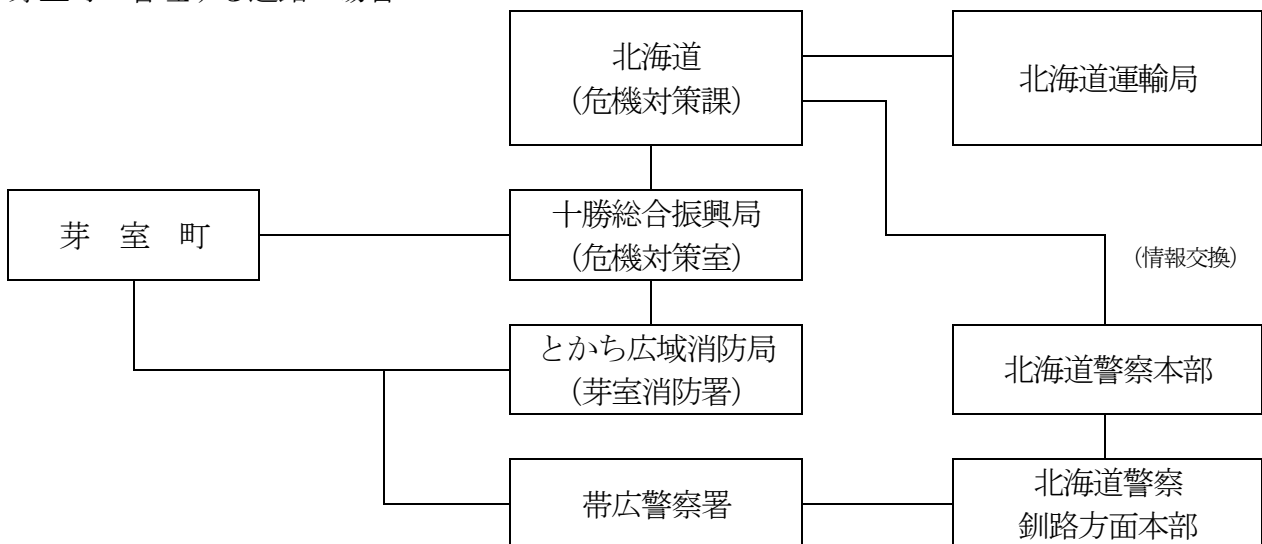 北海道
(危機対策課)
北海道運輸局
芽 室 町
十勝総合振興局
(危機対策室)
(情報交換)
とかち広域消防局
(芽室消防署)
北海道警察本部
帯広警察署
北海道警察
釧路方面本部